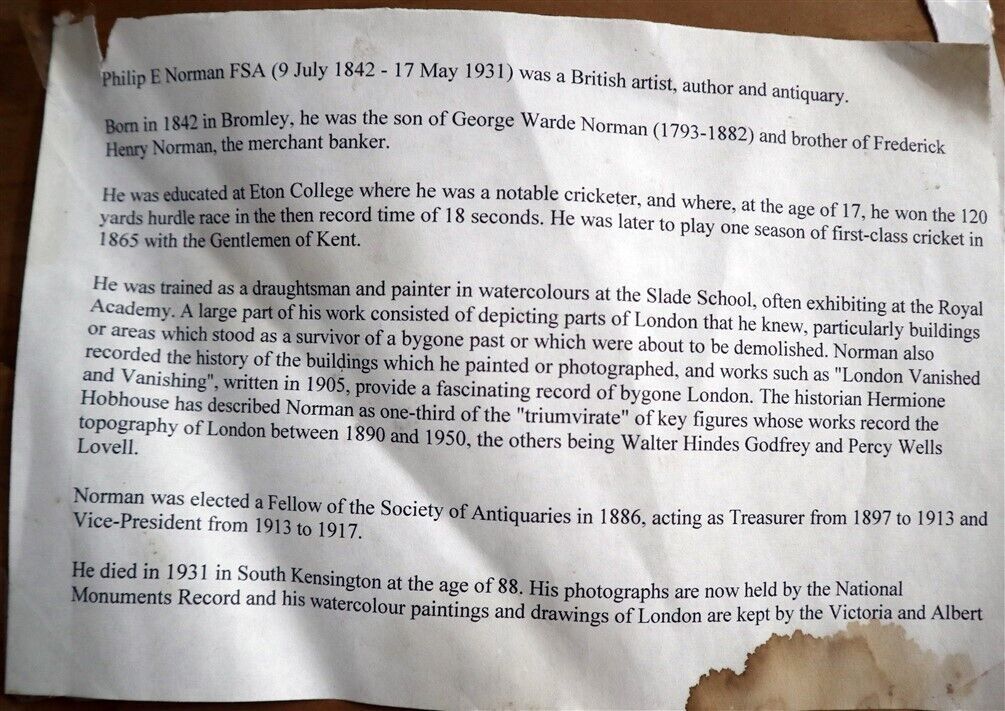 Philip E Norman FSA (9 July 1842 - 17 May 1931) was a British artist, author and antiquary.
Born in 1842 in Bromley, he was the son of George Warde Norman (1793-1882) and brother of Frederick
Henry Norman, the merchant banker.
He was educated at Eton College where he was a notable cricketer, and where, at the age of 17, he won the 120
yards hurdle race in the then record time of 18 seconds. He was later to play one season of first-class cricket in
1865 with the Gentlemen of Kent.
He was trained as a draughtsman and painter in watercolours at the Slade School, often exhibiting at the Royal
Academy. A large part of his work consisted of depicting parts of London that he knew, particularly buildings
or areas which stood as a survivor of a bygone past or which were about to be demolished. Norman also
recorded the history of the buildings which he painted or photographed, and works such as "London Vanished
and Vanishing", written in 1905, provide a fascinating record of bygone London. The historian Hermione
Hobhouse has described Norman as one-third of the "triumvirate" of key figures whose works record the
topography of London between 1890 and 1950, the others being Walter Hindes Godfrey and Percy Wells
Lovell.
Norman was elected a Fellow of the Society of Antiquaries in 1886, acting as Treasurer from 1897 to 1913 and
Vice-President from 1913 to 1917.
He died in 1931 in South Kensington at the age of 88. His photographs are now held by the National
Monuments Record and his watercolour paintings and drawings of London are kept by the Victoria and Albert